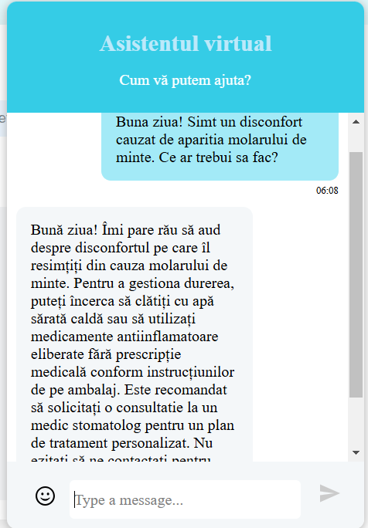 Asistentul virtual
Cum vă putem ajuta?
Buna ziua! Simt un disconfort
cauzat de aparitia molarului de
minte. Ce ar trebui sa fac?
06:08
Bună ziua! Îmi pare rău să aud
despre disconfortul pe care îl
resimțiți din cauza molarului de
minte. Pentru a gestiona durerea,
puteți încerca să clătiți cu apă
sărată caldă sau să utilizați
medicamente antiinflamatoare
eliberate fără prescripție
medicală conform instrucțiunilor
de pe ambalaj. Este recomandat
să solicitați o consultatie la un
medic stomatolog pentru un plan
de tratament personalizat. Nu
ezitați să ne contactați pentru
Type a message...